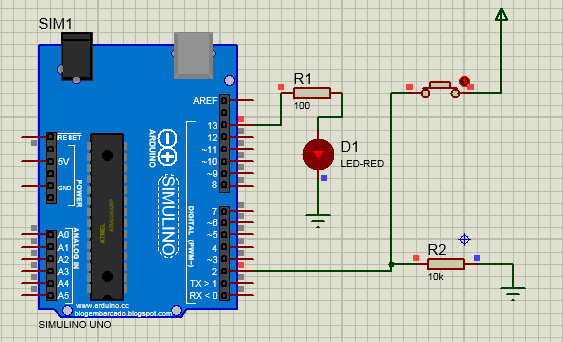 SIM1
AREF
13
12
~11
~10
~9
8
7
~6
~5
4
~3
2
TX > 1
RX < 0
RESET
5V
GND
POWER
A0
A1
A2
A3
A4
A5
ANALOG IN
ATMEL
ARDUINO
SIMULINO
DIGITAL (PWM~)
www.arduino.cc
blogembarcado.blogspot.com
SIMULINO UNO
R1
100
D1
LED-RED
R2
10k